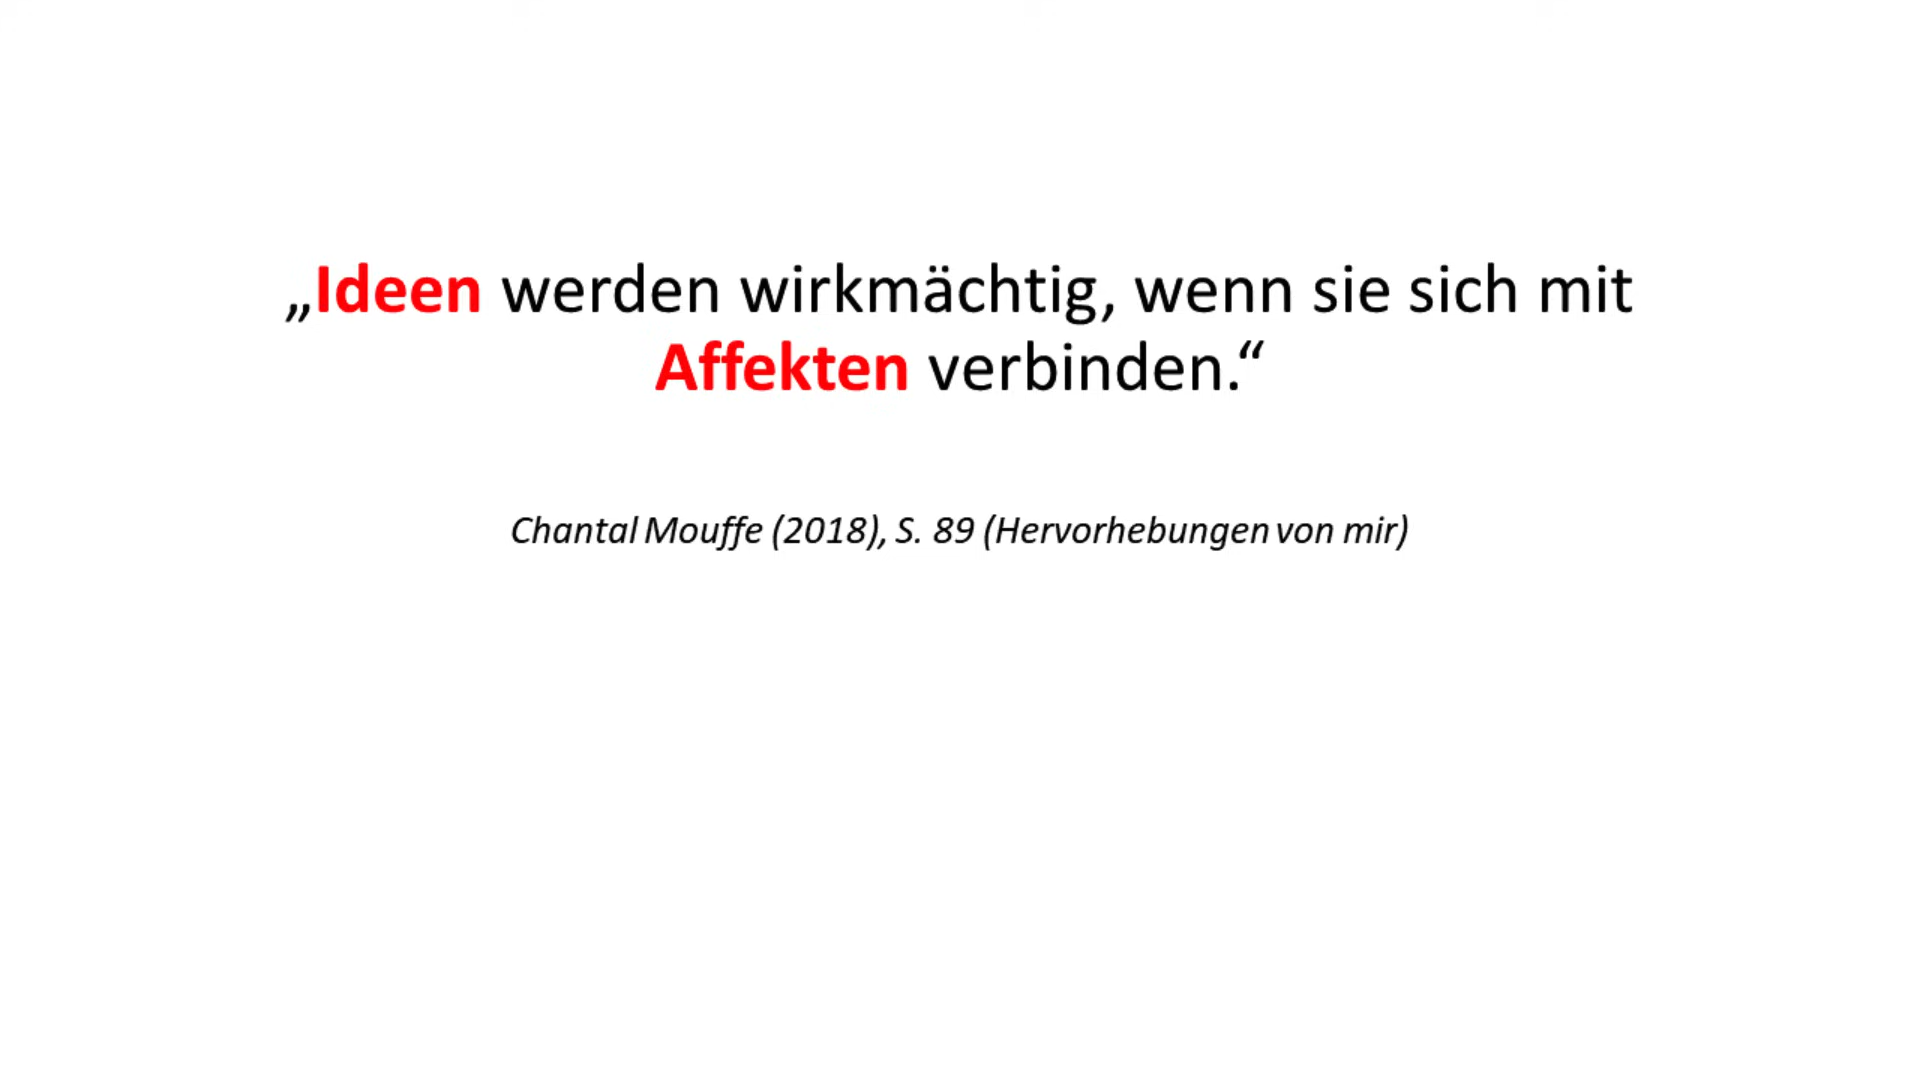 „Ideen werden wirkmächtig, wenn sie sich mit
Affekten verbinden.“
Chantal Mouffe (2018), S. 89 (Hervorhebungen von mir)